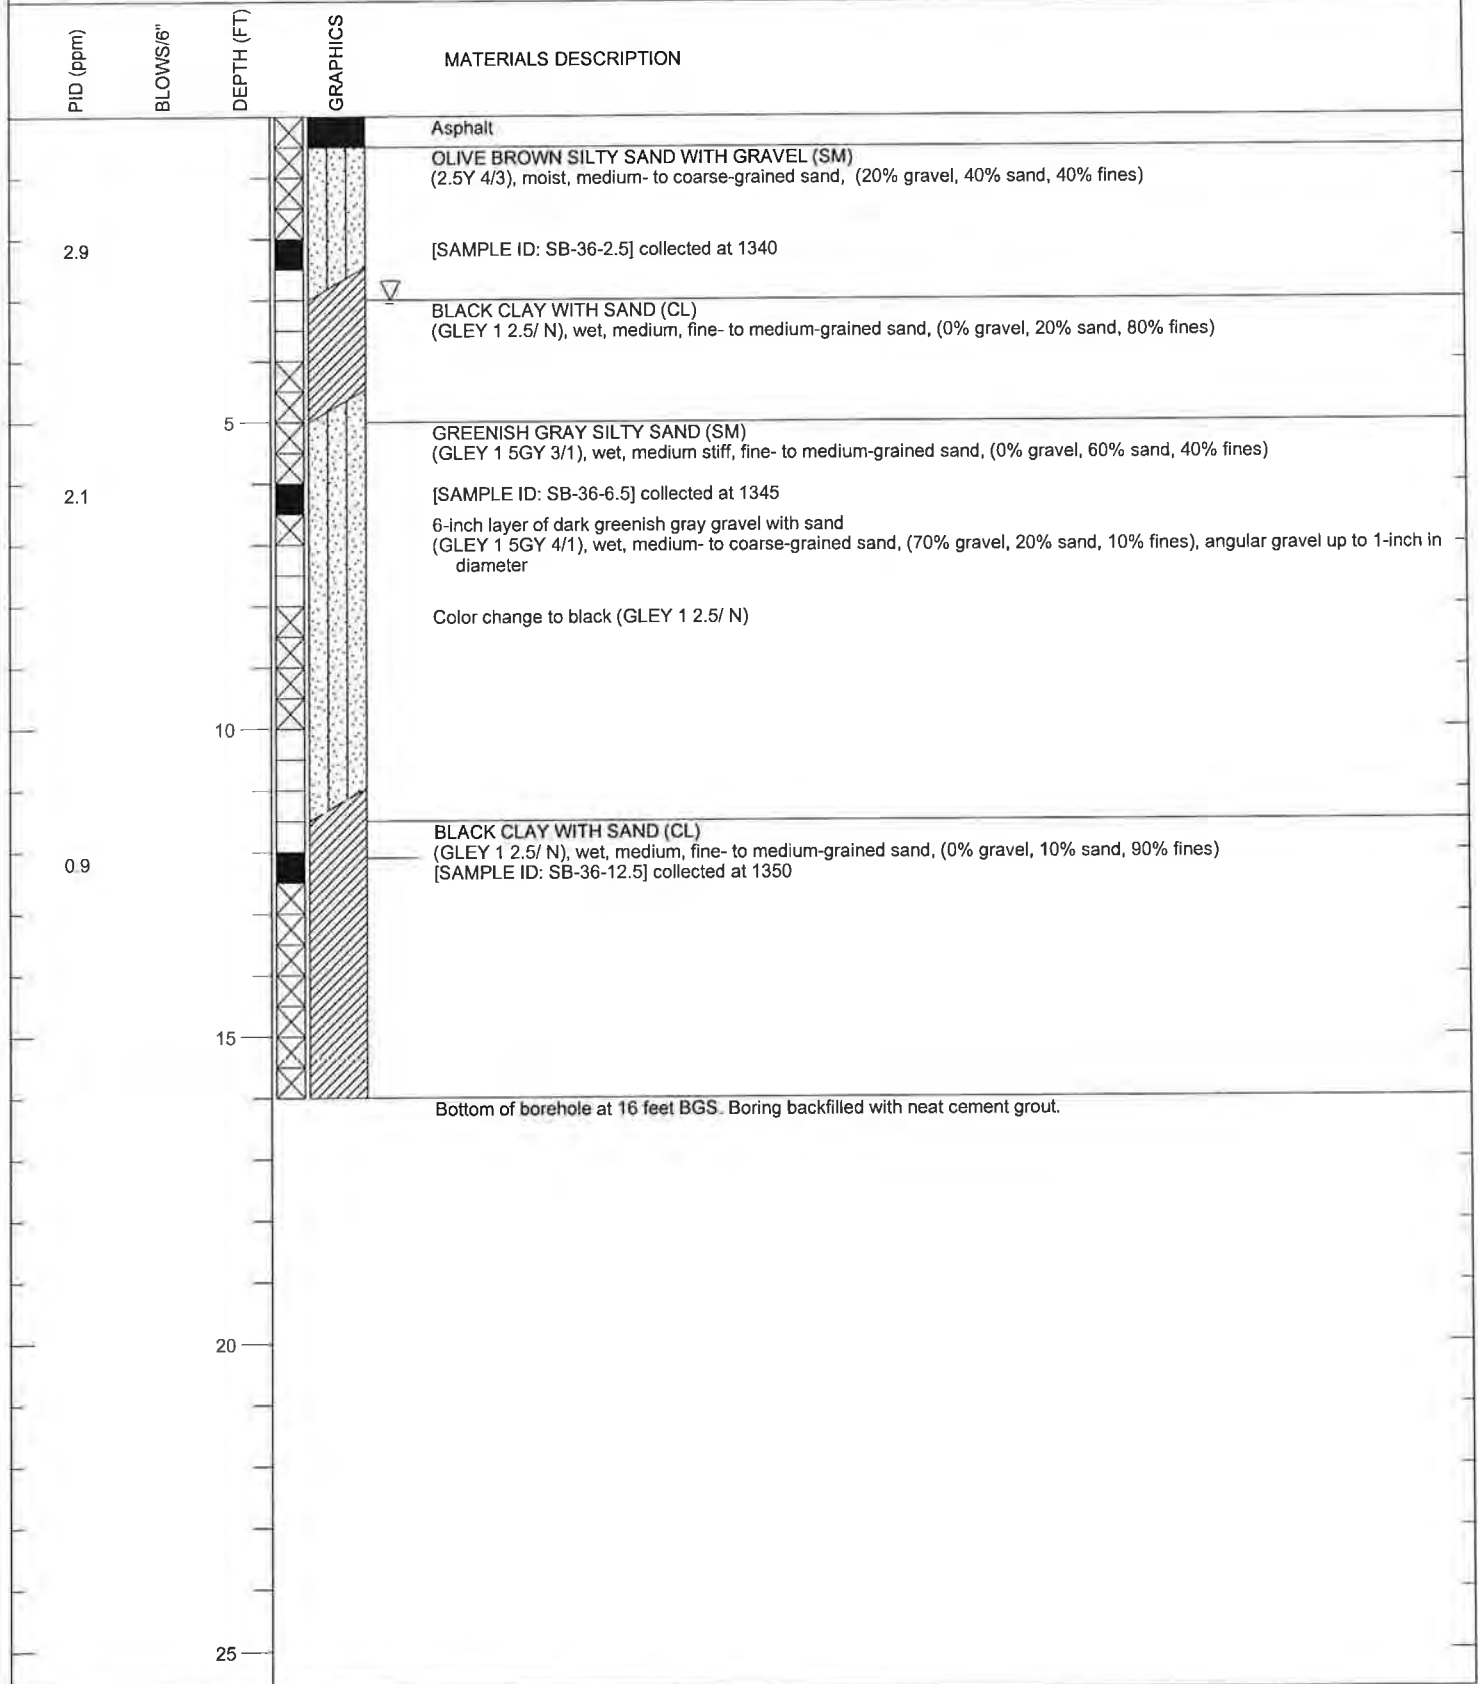 PID (ppm)
BLOWS/6"
DEPTH (FT)
GRAPHICS
MATERIALS DESCRIPTION
Asphalt
OLIVE BROWN SILTY SAND WITH GRAVEL (SM)
(2.5Y 4/3), moist, medium- to coarse-grained sand, (20% gravel, 40% sand, 40% fines)
2.9
[SAMPLE ID: SB-36-2.5] collected at 1340
BLACK CLAY WITH SAND (CL)
(GLEY 1 2.5/ N), wet, medium, fine- to medium-grained sand, (0% gravel, 20% sand, 80% fines)
5
GREENISH GRAY SILTY SAND (SM)
(GLEY 1 5GY 3/1), wet, medium stiff, fine- to medium-grained sand, (0% gravel, 60% sand, 40% fines)
2.1
[SAMPLE ID: SB-36-6.5] collected at 1345
6-inch layer of dark greenish gray gravel with sand
(GLEY 1 5GY 4/1), wet, medium- to coarse-grained sand, (70% gravel, 20% sand, 10% fines), angular gravel up to 1-inch in
diameter
Color change to black (GLEY 1 2.5/ N)
10
BLACK CLAY WITH SAND (CL)
(GLEY 1 2.5/ N), wet, medium, fine- to medium-grained sand, (0% gravel, 10% sand, 90% fines)
0.9
[SAMPLE ID: SB-36-12.5] collected at 1350
15
Bottom of borehole at 16 feet BGS. Boring backfilled with neat cement grout.
20
25